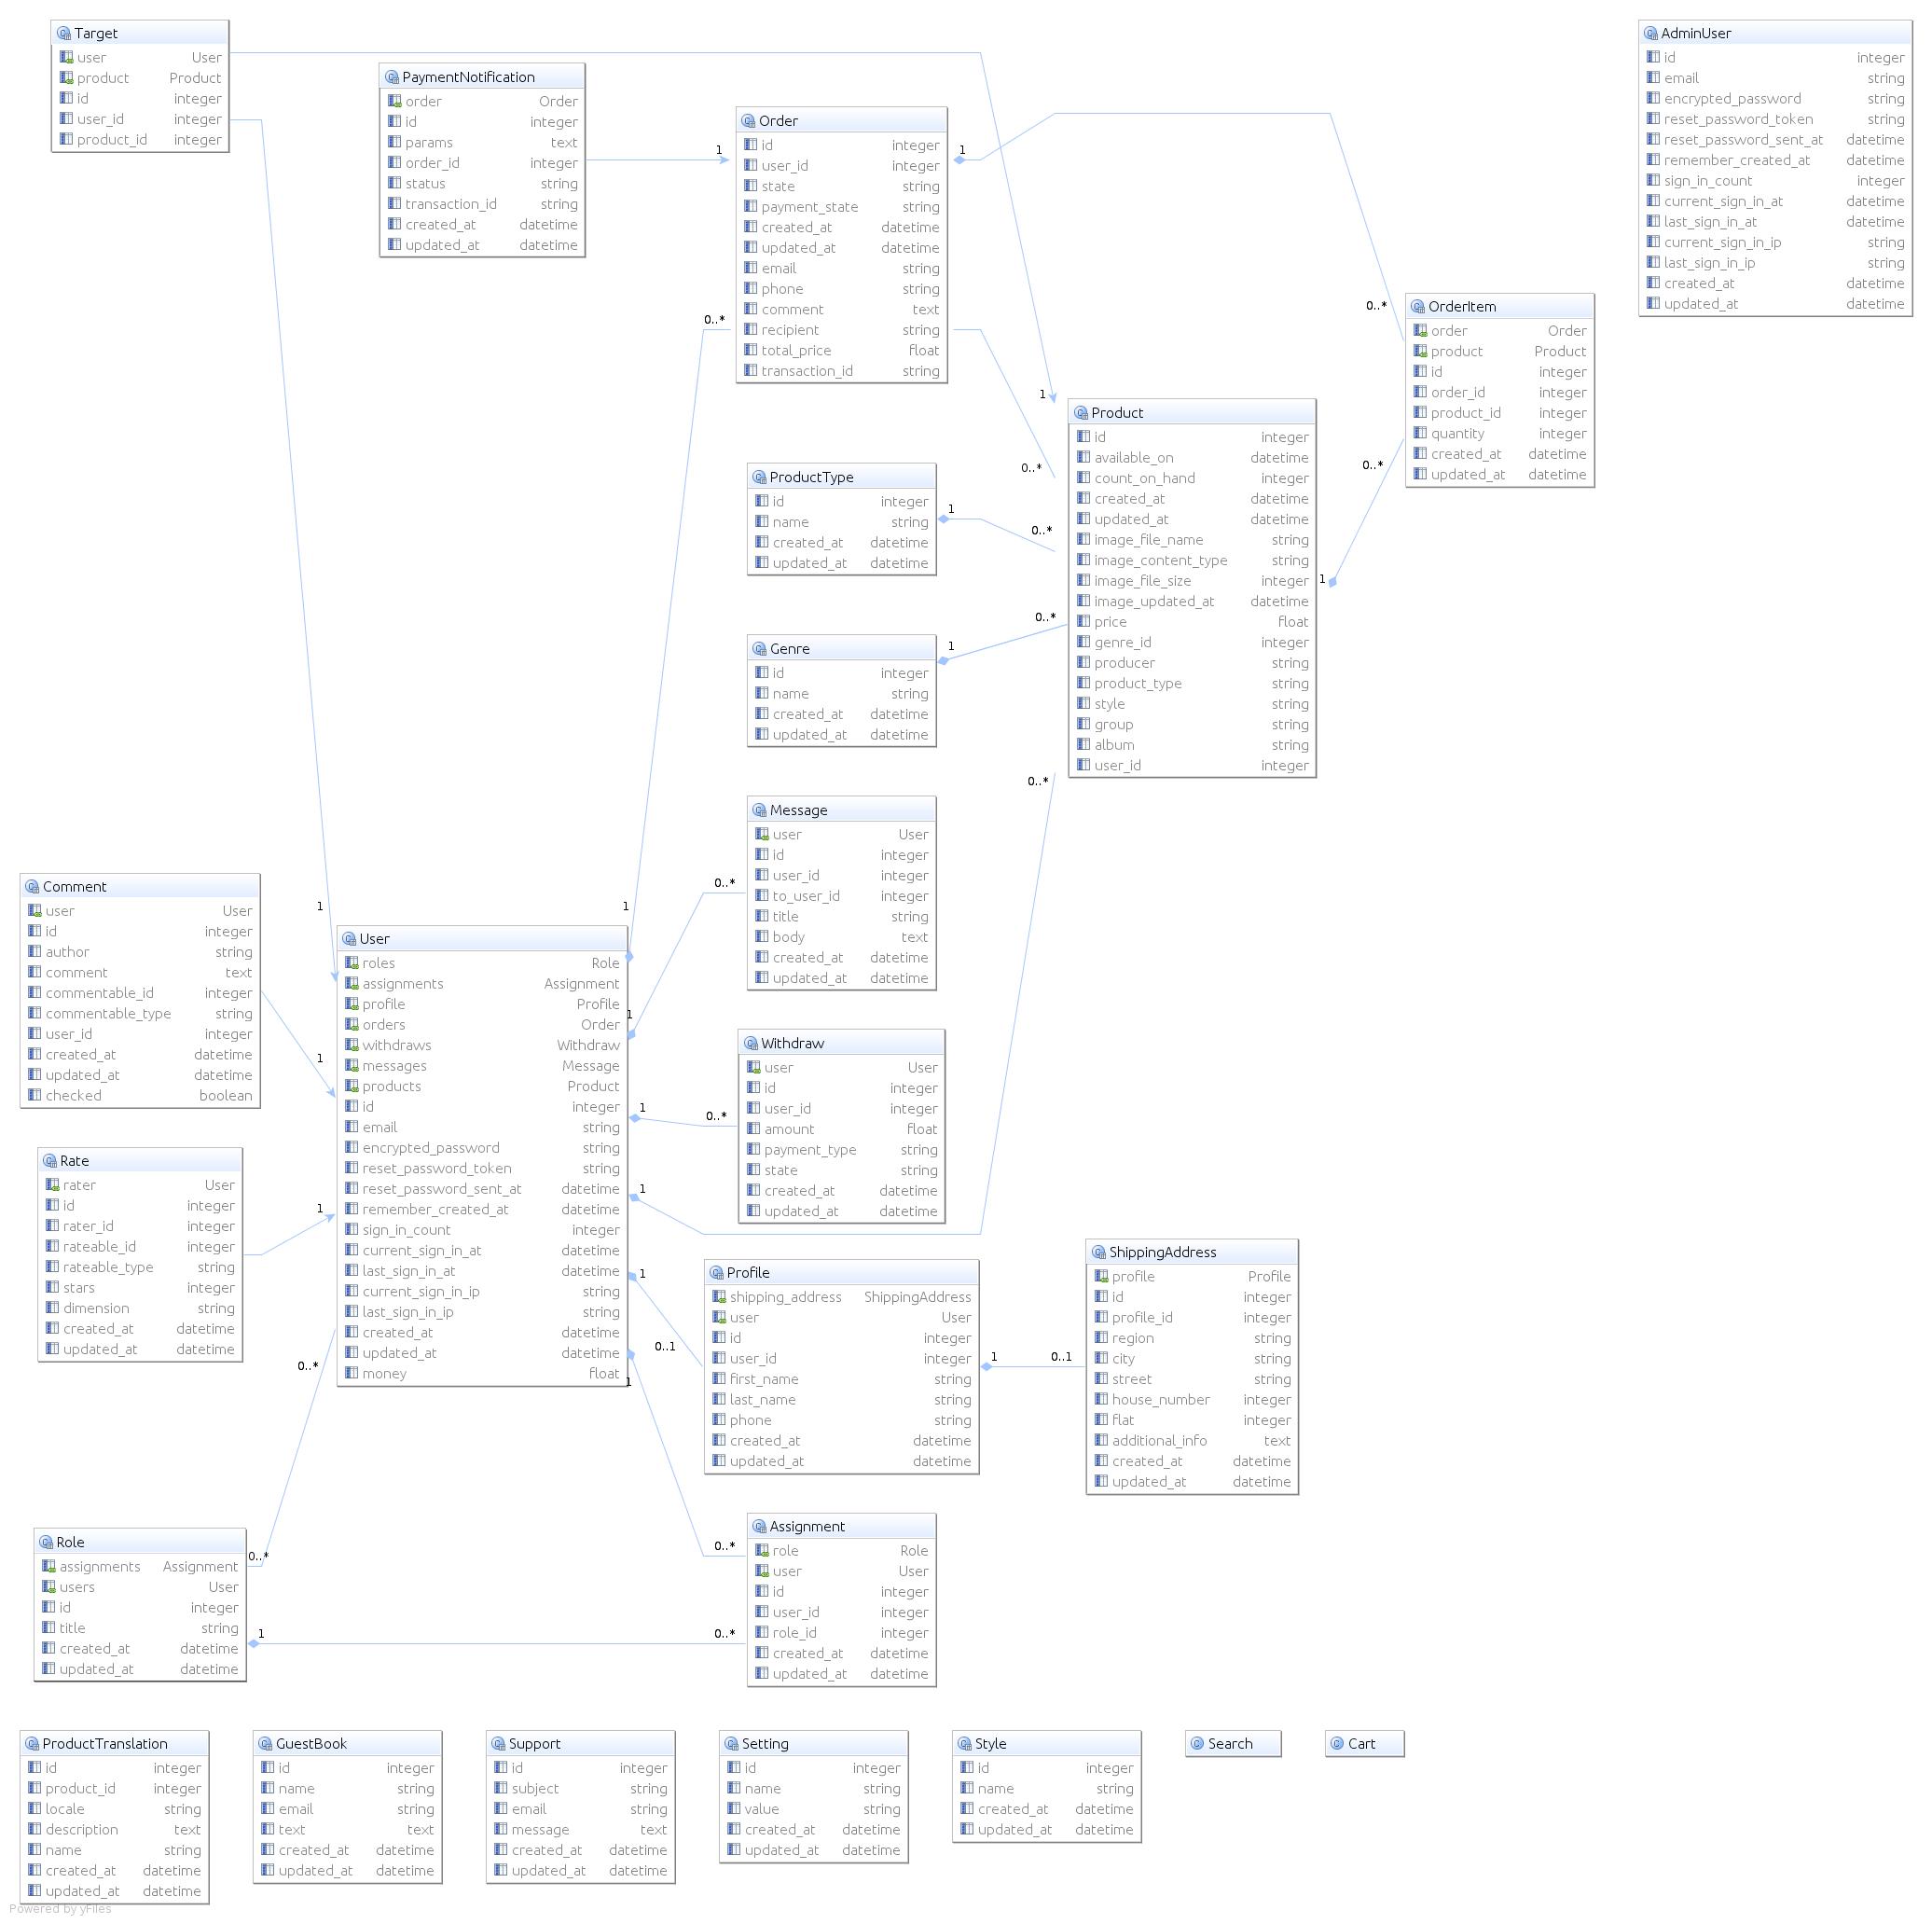 Target
user User
product Product
id integer
user_id integer
product_id integer
PaymentNotification
order Order
id integer
params text
order_id integer
status string
transaction_id string
created_at datetime
updated_at datetime
1
Order
id integer
user_id integer
state string
payment_state string
created_at datetime
updated_at datetime
email string
phone string
comment text
recipient string
total_price float
transaction_id string
1
0..*
AdminUser
id integer
email string
encrypted_password string
reset_password_token string
reset_password_sent_at datetime
remember_created_at datetime
sign_in_count integer
current_sign_in_at datetime
last_sign_in_at datetime
current_sign_in_ip string
last_sign_in_ip string
created_at datetime
updated_at datetime
0..*
OrderItem
order Order
product Product
id integer
order_id integer
product_id integer
quantity integer
created_at datetime
updated_at datetime
0..*
1
1
0..*
Product
id integer
available_on datetime
count_on_hand integer
created_at datetime
updated_at datetime
image_file_name string
image_content_type string
image_file_size integer
image_updated_at datetime
price float
genre_id integer
producer string
product_type string
style string
group string
album string
user_id integer
ProductType
id integer
name string
created_at datetime
updated_at datetime
1
0..*
Genre
id integer
name string
created_at datetime
updated_at datetime
1
0..*
0..*
Message
user User
id integer
user_id integer
to_user_id integer
title string
body text
created_at datetime
updated_at datetime
0..*
Comment
user User
id integer
author string
comment text
commentable_id integer
commentable_type string
user_id integer
created_at datetime
updated_at datetime
checked boolean
1
1
1
User
roles Role
assignments Assignment
profile Profile
orders Order
withdraws Withdraw
messages Message
products Product
id integer
email string
encrypted_password string
reset_password_token string
reset_password_sent_at datetime
remember_created_at datetime
sign_in_count integer
current_sign_in_at datetime
last_sign_in_at datetime
current_sign_in_ip string
last_sign_in_ip string
created_at datetime
updated_at datetime
money float
1
1
0..*
1
1
0..1
1
Withdraw
user User
id integer
user_id integer
amount float
payment_type string
state string
created_at datetime
updated_at datetime
Rate
rater User
id integer
rater_id integer
rateable_id integer
rateable_type string
stars integer
dimension string
created_at datetime
updated_at datetime
1
0..*
Profile
shipping_address ShippingAddress
user User
id integer
user_id integer
first_name string
last_name string
phone string
created_at datetime
updated_at datetime
1
0..1
ShippingAddress
profile Profile
id integer
profile_id integer
region string
city string
street string
house_number integer
flat integer
additional_info text
created_at datetime
updated_at datetime
Role
assignments Assignment
users User
id integer
title string
created_at datetime
updated_at datetime
0..*
1
0..*
0..*
Assignment
role Role
user User
id integer
user_id integer
role_id integer
created_at datetime
updated_at datetime
ProductTranslation
id integer
product_id integer
locale string
description text
name string
created_at datetime
updated_at datetime
GuestBook
id integer
name string
email string
text text
created_at datetime
updated_at datetime
Support
id integer
subject string
email string
message text
created_at datetime
updated_at datetime
Setting
id integer
name string
value string
created_at datetime
updated_at datetime
Style
id integer
name string
created_at datetime
updated_at datetime
Search
Cart
Powered by yFiles